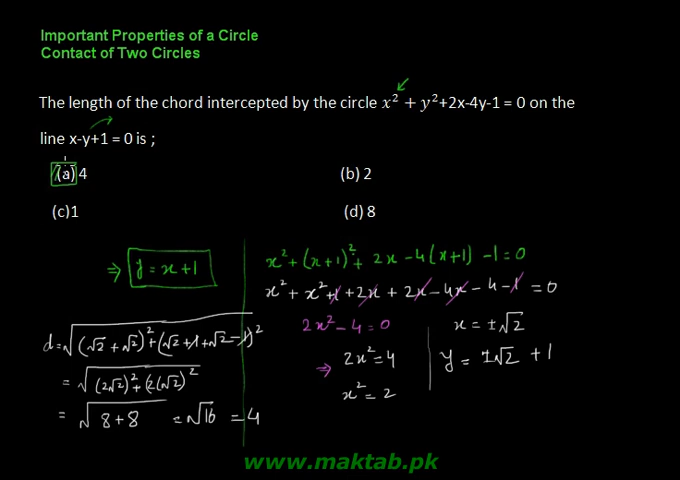 Important Properties of a Circle
Contact of Two Circles
The length of the chord intercepted by the circle x² + y²+2x-4y-1 = 0 on the
line x-y+1 = 0 is ;
(a) 4 (b) 2
(c)1 (d) 8
⇒ y = x+1
x² + (x+1)² + 2x - 4(x+1) - 1 = 0
x² + x² + 1 + 2x + 2x - 4x - 4 - 1 = 0
2x² - 4 = 0
⇒ 2x² = 4
x² = 2
x = ±√2
y = ±√2 + 1
d = √(√2 + √2)² + (√2 + 1 + √2 - 1)²
= √(2√2)² + (2√2)²
= √8 + 8 = √16 = 4
www.maktab.pk